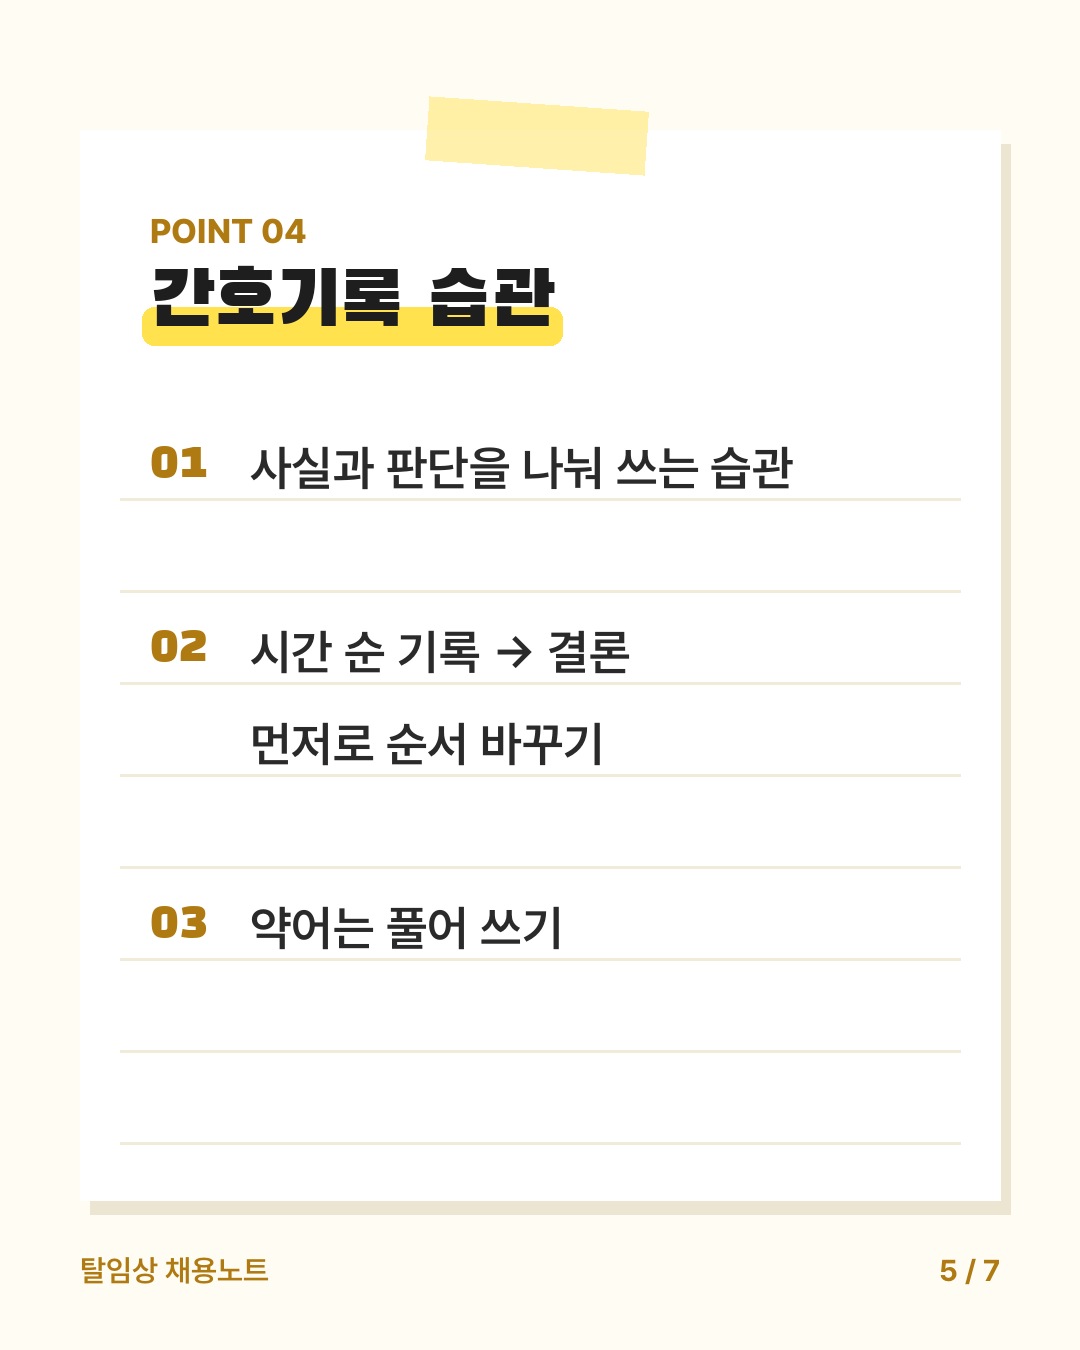 POINT 04
간호기록 습관
01 사실과 판단을 나눠 쓰는 습관
02 시간 순 기록 → 결론
먼저로 순서 바꾸기
03 약어는 풀어 쓰기
탈임상 채용노트
5 / 7